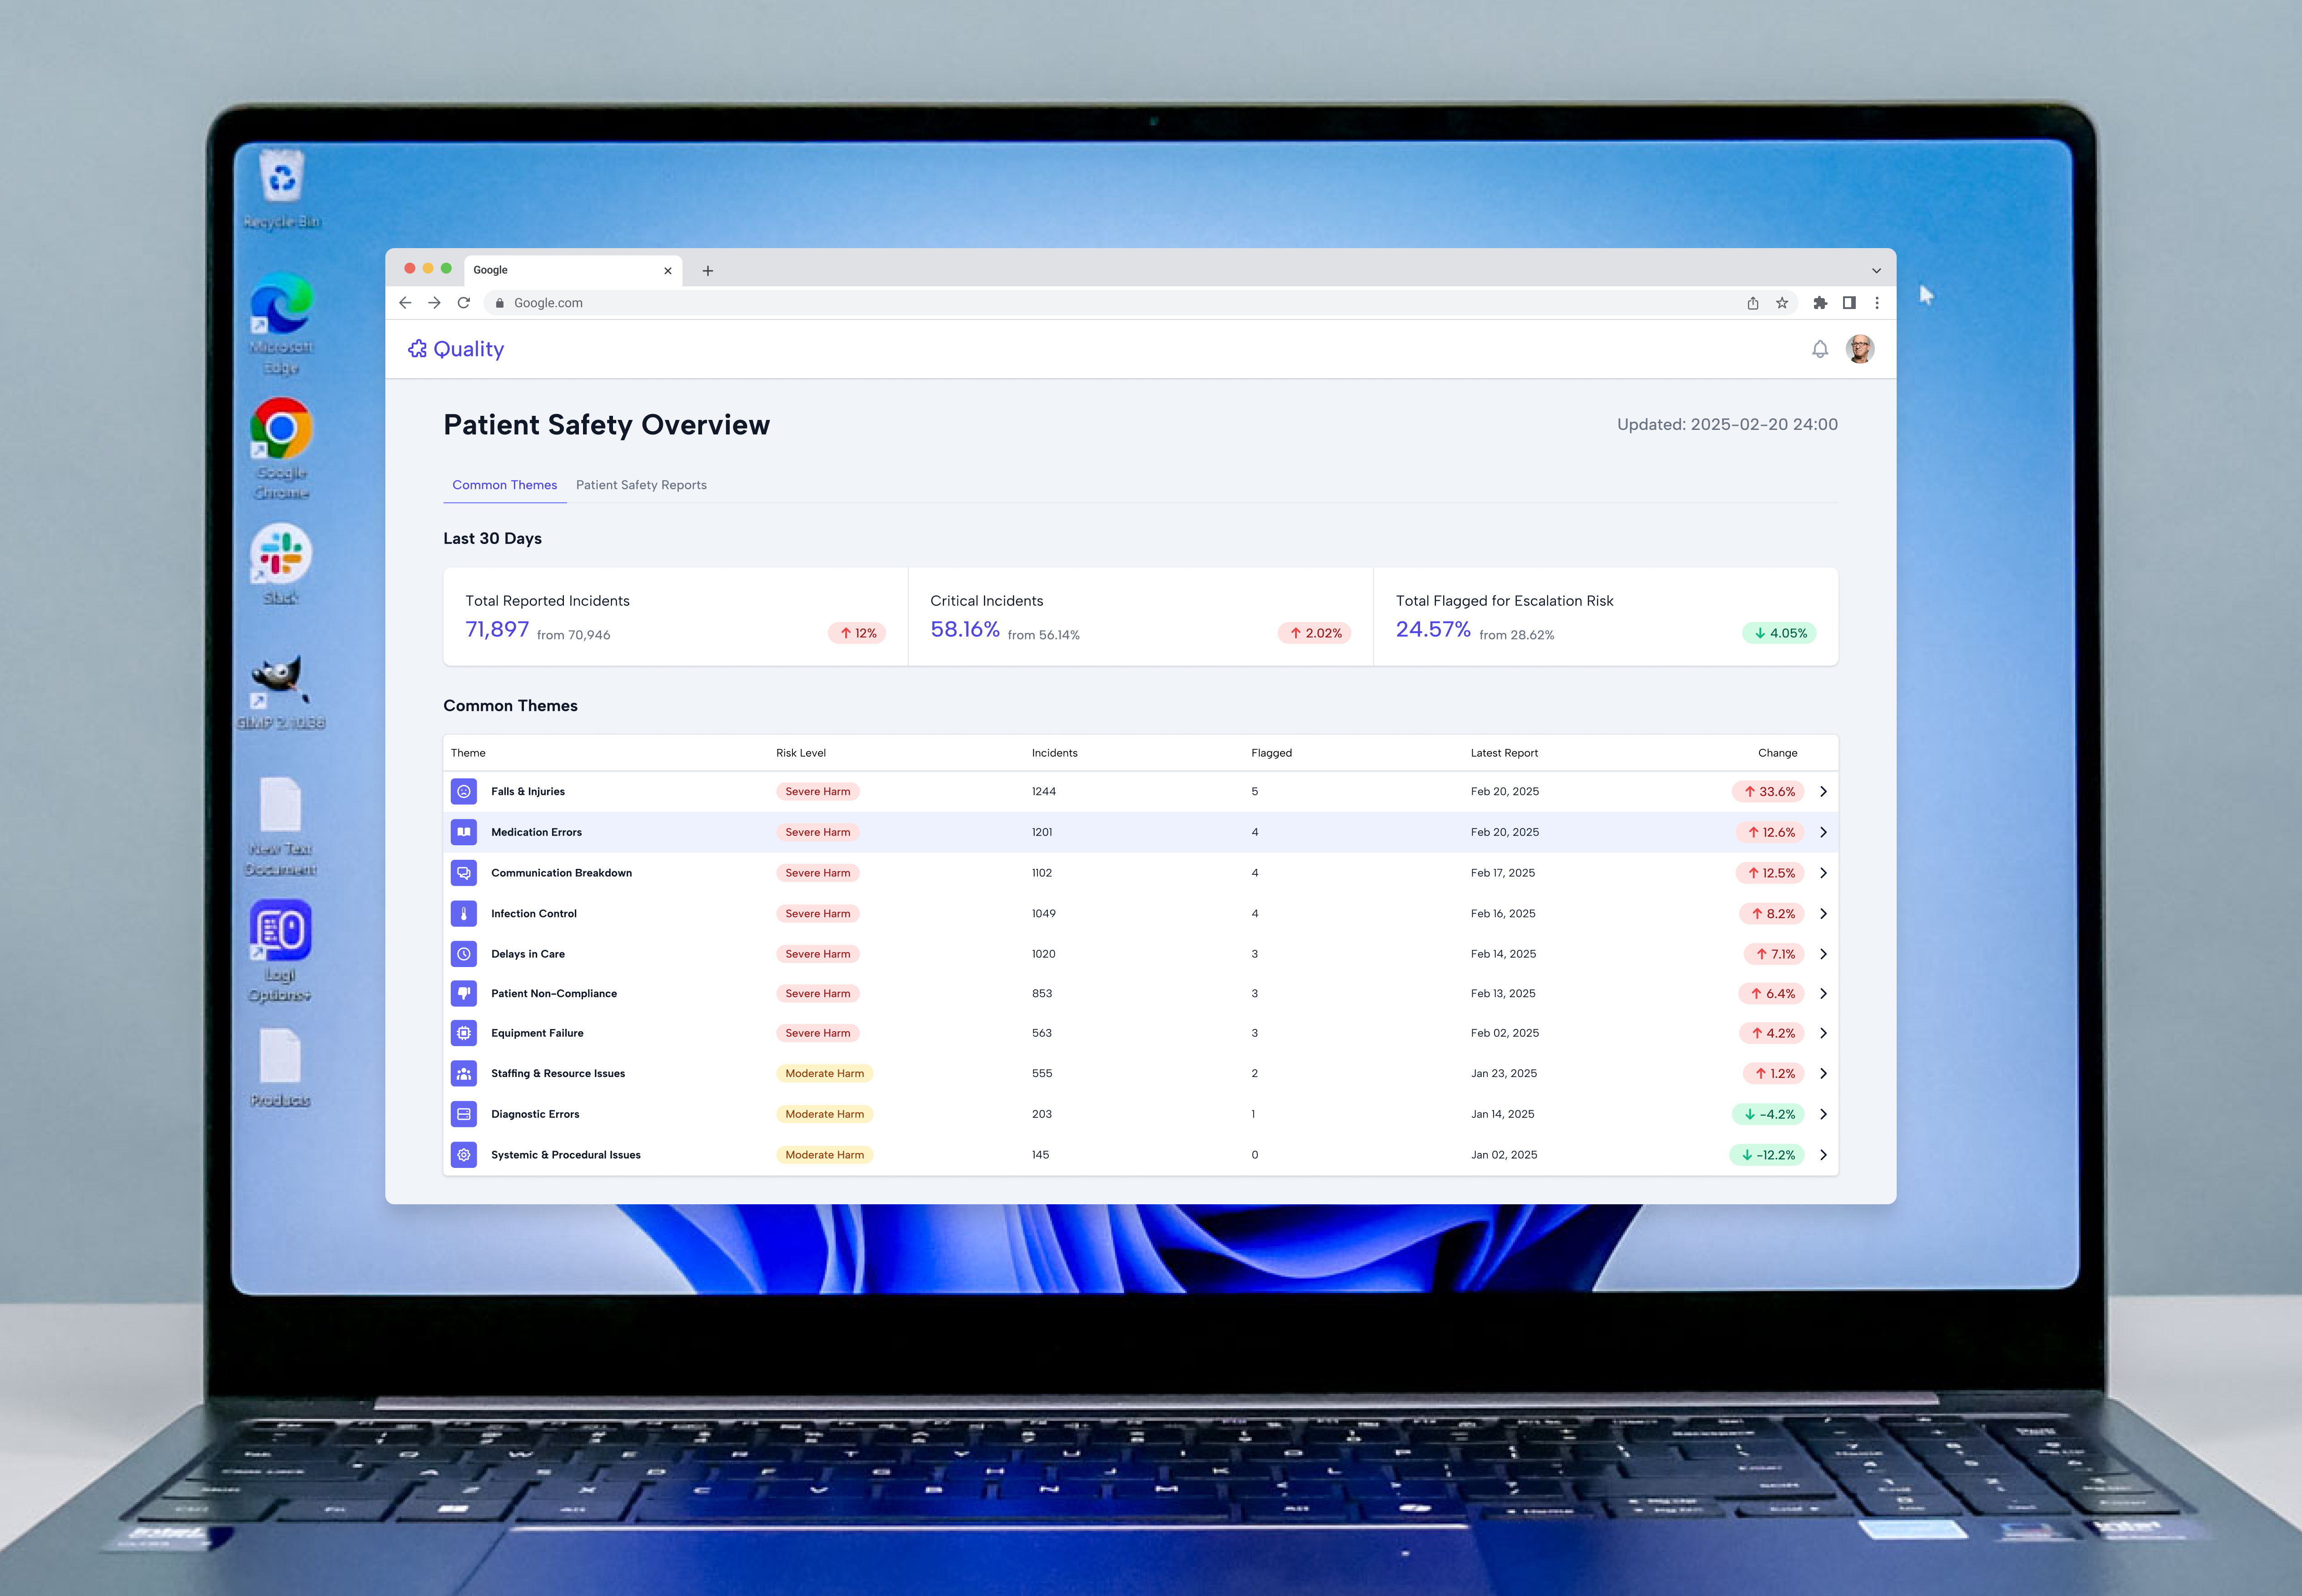 Recycle Bin
Microsoft
Edge
Google
Chrome
Slack
GIMP 2.10.38
New Text
Document
Logi
Options+
Products
Google
Google.com
Quality
Patient Safety Overview
Updated: 2025-02-20 24:00
Common Themes Patient Safety Reports
Last 30 Days
Total Reported Incidents
71,897 from 70,946 12%
Critical Incidents
58.16% from 56.14% 2.02%
Total Flagged for Escalation Risk
24.57% from 28.62% 4.05%
Common Themes
Theme Risk Level Incidents Flagged Latest Report Change
Falls & Injuries Severe Harm 1244 5 Feb 20, 2025 33.6%
Medication Errors Severe Harm 1201 4 Feb 20, 2025 12.6%
Communication Breakdown Severe Harm 1102 4 Feb 17, 2025 12.5%
Infection Control Severe Harm 1049 4 Feb 16, 2025 8.2%
Delays in Care Severe Harm 1020 3 Feb 14, 2025 7.1%
Patient Non-Compliance Severe Harm 853 3 Feb 13, 2025 6.4%
Equipment Failure Severe Harm 563 3 Feb 02, 2025 4.2%
Staffing & Resource Issues Moderate Harm 555 2 Jan 23, 2025 1.2%
Diagnostic Errors Moderate Harm 203 1 Jan 14, 2025 -4.2%
Systemic & Procedural Issues Moderate Harm 145 0 Jan 02, 2025 -12.2%
Q W E R T Y U I O P
A S D F G H J K L
Z X C V B N M
Fn Alt Alt
intel
intel